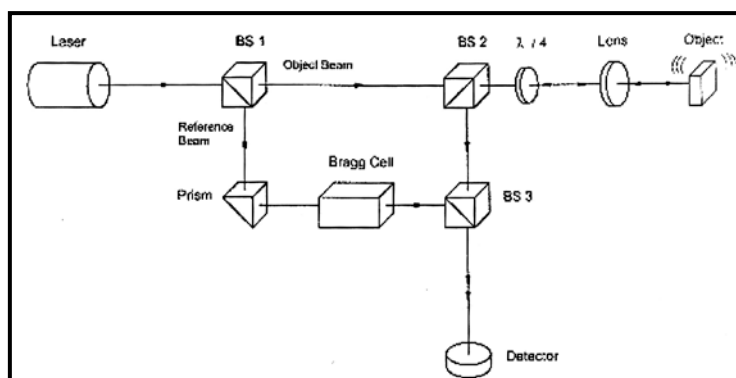 Laser
BS 1
BS 2
λ / 4
Lens
Object
Object Beam
Reference
Beam
Bragg Cell
Prism
BS 3
Detector